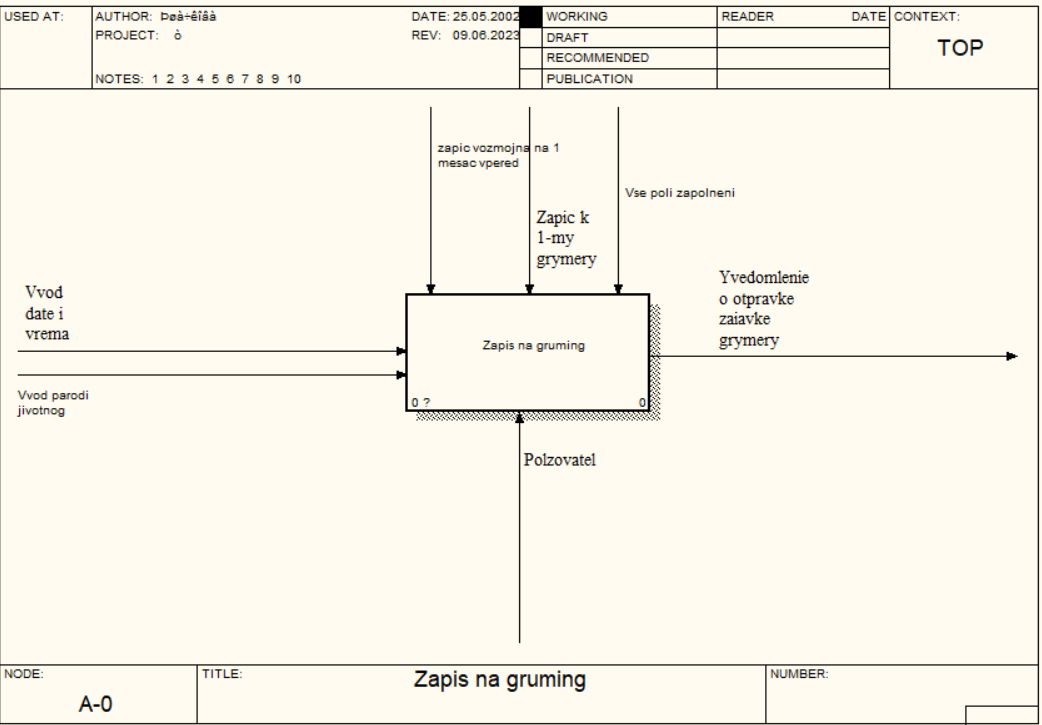 USED AT:
AUTHOR: Þøà÷êîâà
DATE: 25.05.2002
WORKING
READER
DATE
CONTEXT:
PROJECT: ò
REV: 09.06.2023
DRAFT
TOP
RECOMMENDED
NOTES: 1 2 3 4 5 6 7 8 9 10
PUBLICATION
zapic vozmojna na 1
mesac vpered
Vse poli zapolneni
Zapic k
1-my
grymery
Vvod
date i
vrema
Yvedomlenie
o otpravke
zaiavke
grymery
Zapis na gruming
Vvod parodi
jivotnog
0 ?
0
Polzovatel
NODE:
TITLE:
NUMBER:
A-0
Zapis na gruming